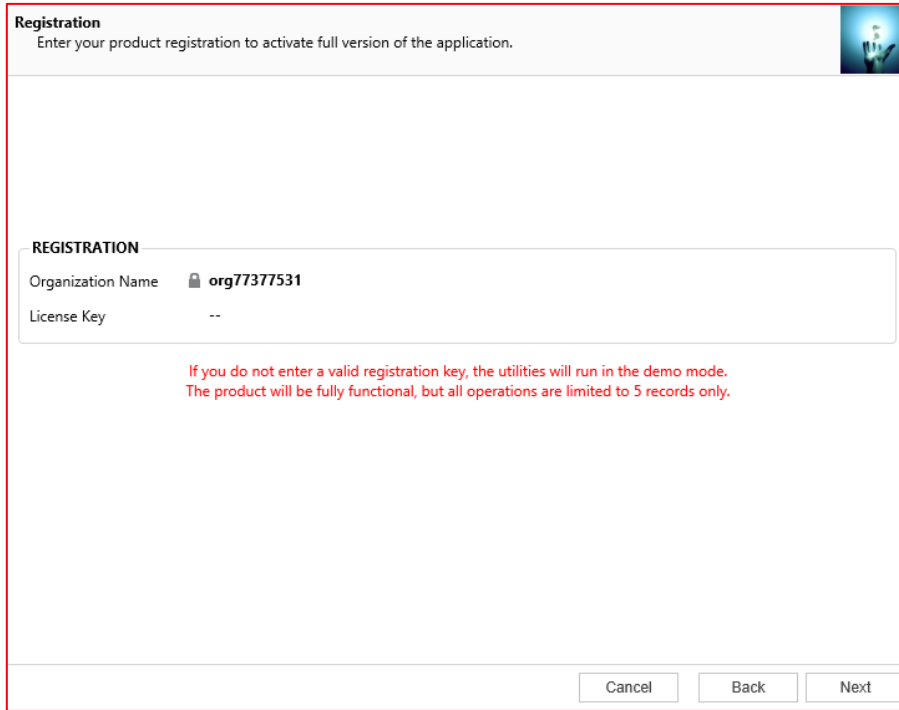 Registration
Enter your product registration to activate full version of the application.
REGISTRATION
Organization Name org77377531
License Key --
If you do not enter a valid registration key, the utilities will run in the demo mode.
The product will be fully functional, but all operations are limited to 5 records only.
Cancel Back Next